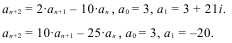 aₙ₊₂ = 2·aₙ₊₁ – 10·aₙ, a₀ = 3, a₁ = 3 + 21i.
aₙ₊₂ = 10·aₙ₊₁ – 25·aₙ, a₀ = 3, a₁ = –20.